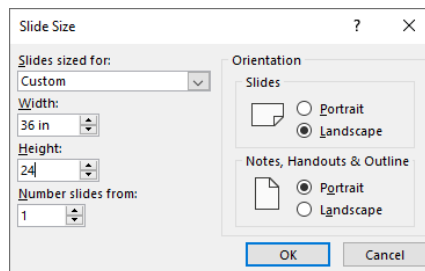 Slide Size ? ×
Slides sized for:
Custom
Width:
36 in
Height:
24
Number slides from:
1
Orientation
Slides
Portrait
Landscape
Notes, Handouts & Outline
Portrait
Landscape
OK Cancel